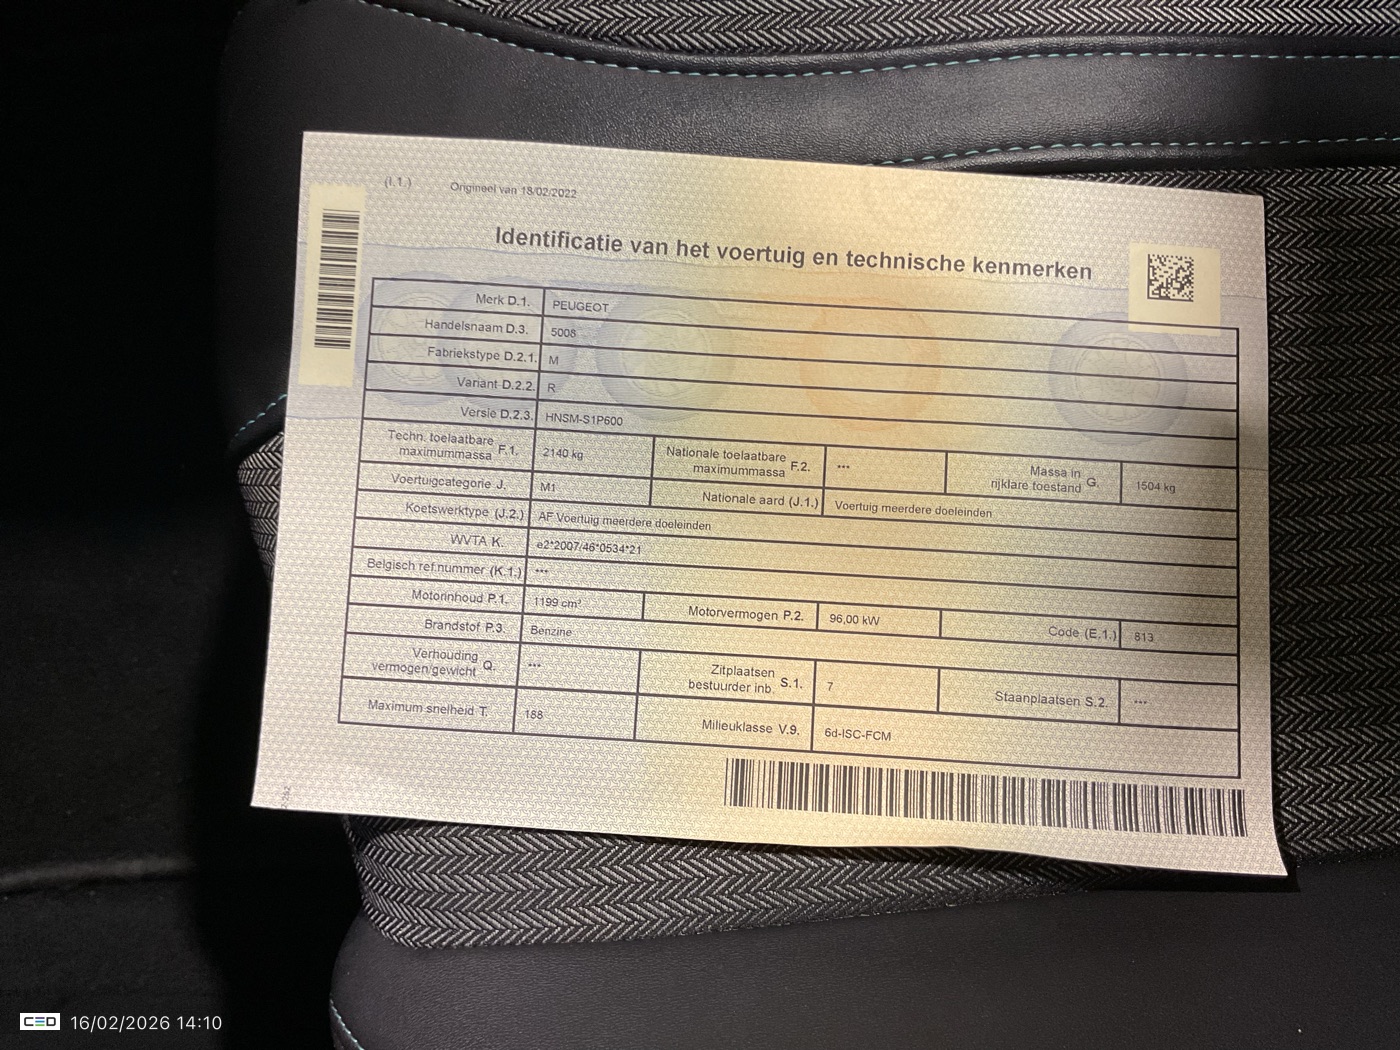 (I.1.) Origineel van 18/02/2022
Identificatie van het voertuig en technische kenmerken
Merk D.1. PEUGEOT
Handelsnaam D.3. 5008
Fabriekstype D.2.1. M
Variant D.2.2. R
Versie D.2.3. HNSM-S1P600
Techn. toelaatbare maximummassa F.1. 2140 kg Nationale toelaatbare maximummassa F.2. *** Massa in rijklare toestand G. 1504 kg
Voertuigcategorie J. M1 Nationale aard (J.1.) Voertuig meerdere doeleinden
Koetswerktype (J.2.) AF Voertuig meerdere doeleinden
WVTA K. e2*2007/46*0534*21
Belgisch ref.nummer (K.1.) ***
Motorinhoud P.1. 1199 cm³ Motorvermogen P.2. 96,00 kW Code (E.1.) 813
Brandstof P.3. Benzine
Verhouding vermogen/gewicht Q. *** Zitplaatsen bestuurder inb. S.1. 7 Staanplaatsen S.2. ***
Maximum snelheid T. 188 Milieuklasse V.9. 6d-ISC-FCM
CED 16/02/2026 14:10